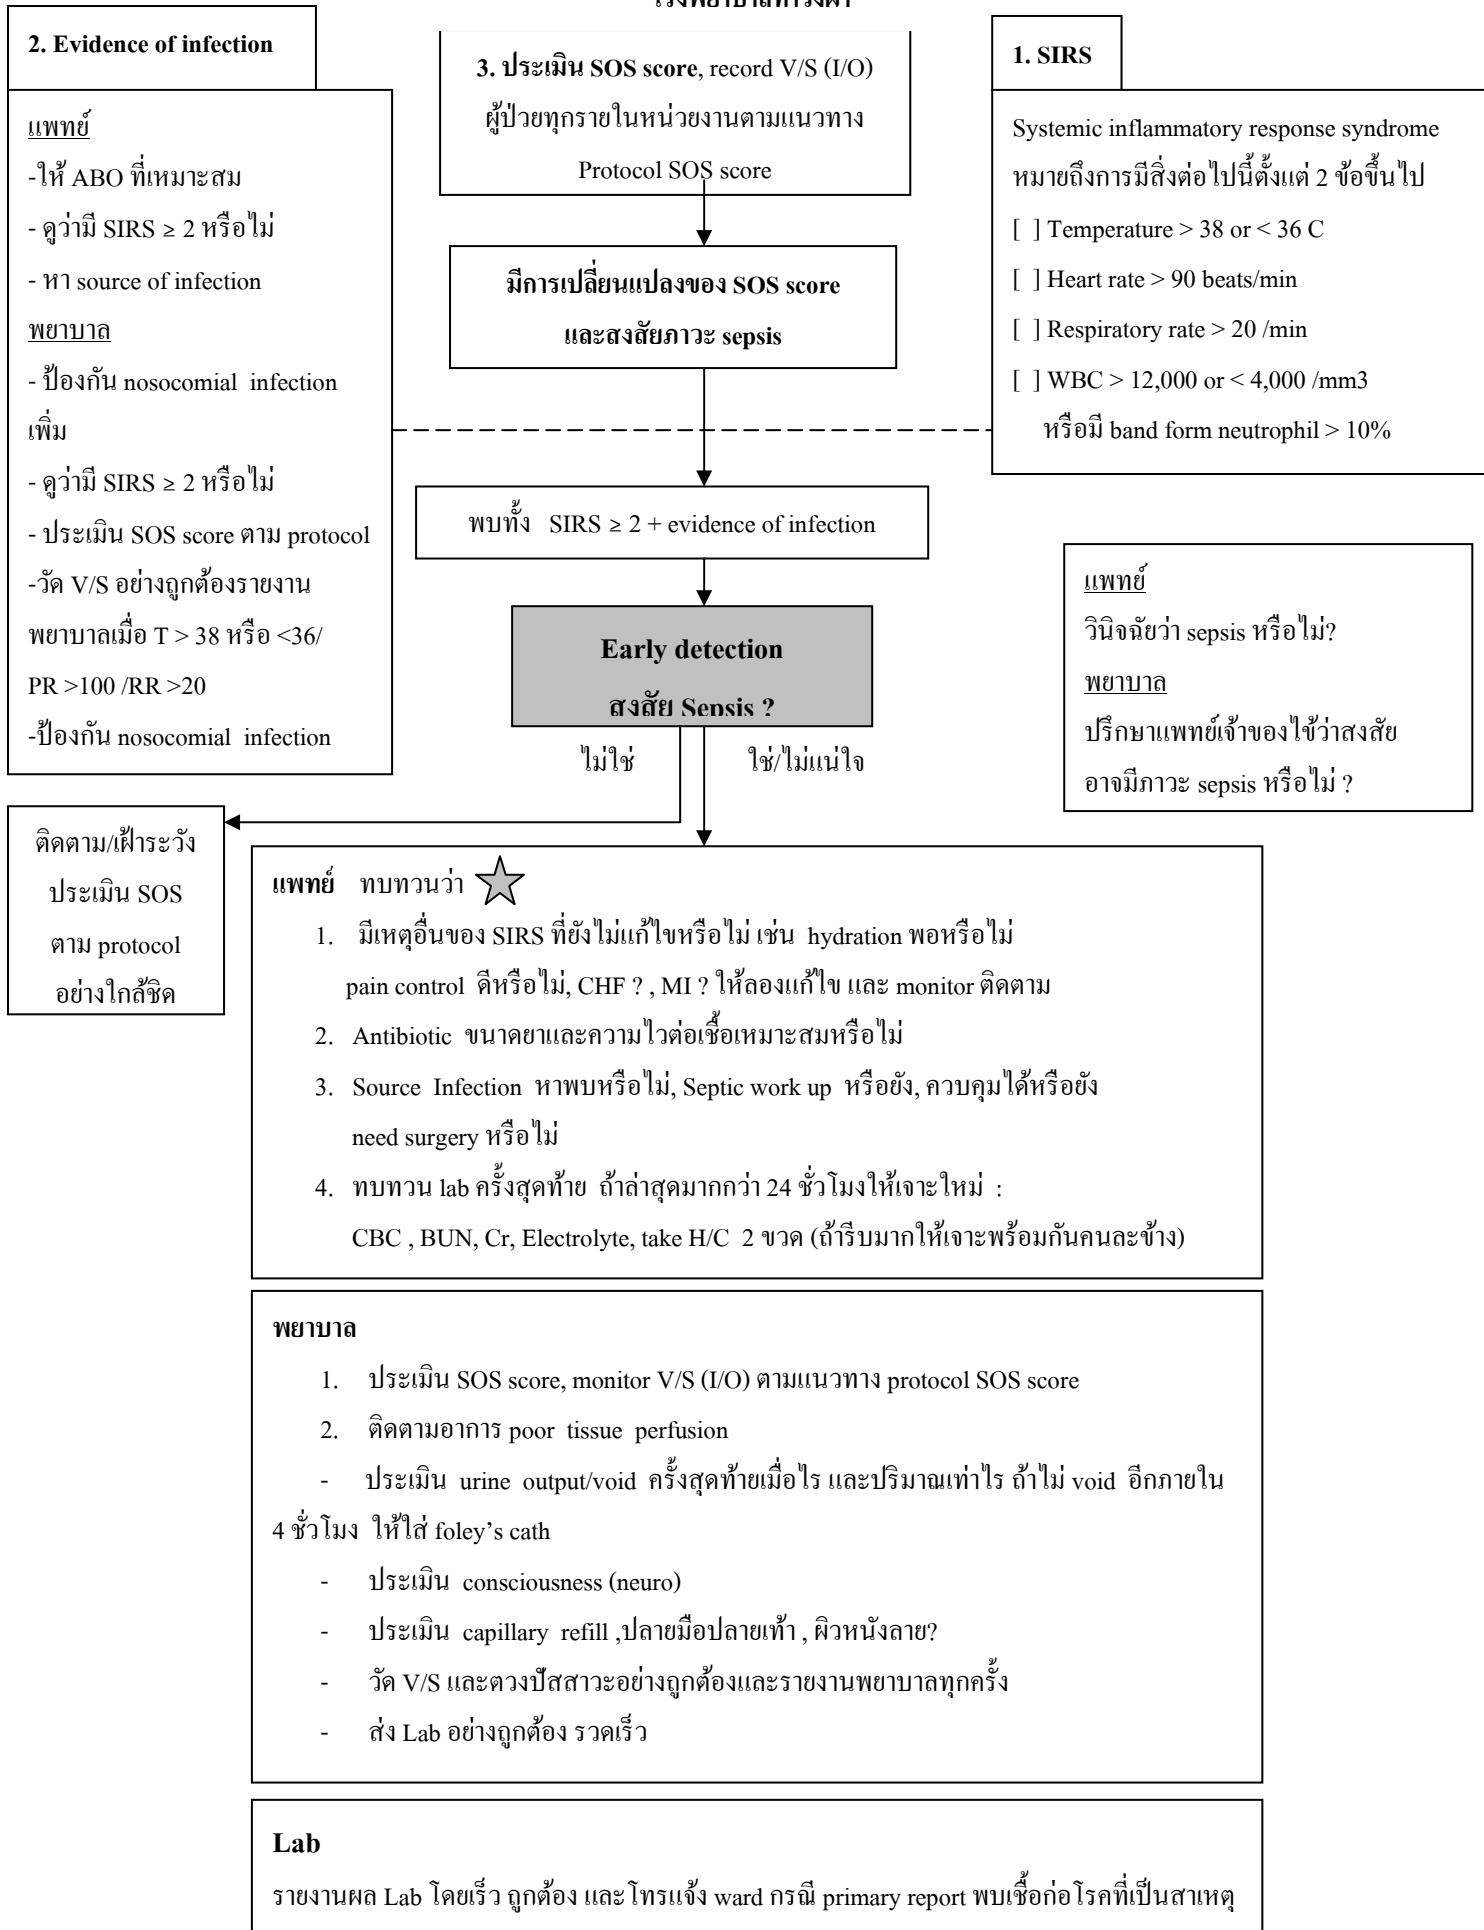 2. Evidence of infection
แพทย์
-ให้ ABO ที่เหมาะสม
- ดูว่ามี SIRS ≥ 2 หรือไม่
- หา source of infection
พยาบาล
- ป้องกัน nosocomial infection
เพิ่ม
- ดูว่ามี SIRS ≥ 2 หรือไม่
- ประเมิน SOS score ตาม protocol
-วัด V/S อย่างถูกต้องรายงาน
พยาบาลเมื่อ T > 38 หรือ <36/
PR >100 /RR >20
-ป้องกัน nosocomial infection
3. ประเมิน SOS score, record V/S (I/O)
ผู้ป่วยทุกรายในหน่วยงานตามแนวทาง
Protocol SOS score
มีการเปลี่ยนแปลงของ SOS score
และสงสัยภาวะ sepsis
พบทั้ง SIRS ≥ 2 + evidence of infection
Early detection
สงสัย Sepsis ?
ไม่ใช่
ใช่/ไม่แน่ใจ
1. SIRS
Systemic inflammatory response syndrome
หมายถึงการมีสิ่งต่อไปนี้ตั้งแต่ 2 ข้อขึ้นไป
[ ] Temperature > 38 or < 36 C
[ ] Heart rate > 90 beats/min
[ ] Respiratory rate > 20 /min
[ ] WBC > 12,000 or < 4,000 /mm3
หรือมี band form neutrophil > 10%
แพทย์
วินิจฉัยว่า sepsis หรือไม่?
พยาบาล
ปรึกษาแพทย์เจ้าของไข้ว่าสงสัย
อาจมีภาวะ sepsis หรือไม่ ?
ติดตาม/เฝ้าระวัง
ประเมิน SOS
ตาม protocol
อย่างใกล้ชิด
แพทย์ ทบทวนว่า
1. มีเหตุอื่นของ SIRS ที่ยังไม่แก้ไขหรือไม่ เช่น hydration พอหรือไม่
pain control ดีหรือไม่, CHF ? , MI ? ให้ลองแก้ไข และ monitor ติดตาม
2. Antibiotic ขนาดยาและความไวต่อเชื้อเหมาะสมหรือไม่
3. Source Infection หาพบหรือไม่, Septic work up หรือยัง, ควบคุมได้หรือยัง
need surgery หรือไม่
4. ทบทวน lab ครั้งสุดท้าย ถ้าล่าสุดมากกว่า 24 ชั่วโมงให้เจาะใหม่ :
CBC , BUN, Cr, Electrolyte, take H/C 2 ขวด (ถ้ารีบมากให้เจาะพร้อมกันคนละข้าง)
พยาบาล
1. ประเมิน SOS score, monitor V/S (I/O) ตามแนวทาง protocol SOS score
2. ติดตามอาการ poor tissue perfusion
- ประเมิน urine output/void ครั้งสุดท้ายเมื่อไร และปริมาณเท่าไร ถ้าไม่ void อีกภายใน
4 ชั่วโมง ให้ใส่ foley’s cath
- ประเมิน consciousness (neuro)
- ประเมิน capillary refill ,ปลายมือปลายเท้า , ผิวหนังลาย?
- วัด V/S และตวงปัสสาวะอย่างถูกต้องและรายงานพยาบาลทุกครั้ง
- ส่ง Lab อย่างถูกต้อง รวดเร็ว
Lab
รายงานผล Lab โดยเร็ว ถูกต้อง และโทรแจ้ง ward กรณี primary report พบเชื้อก่อโรคที่เป็นสาเหตุ